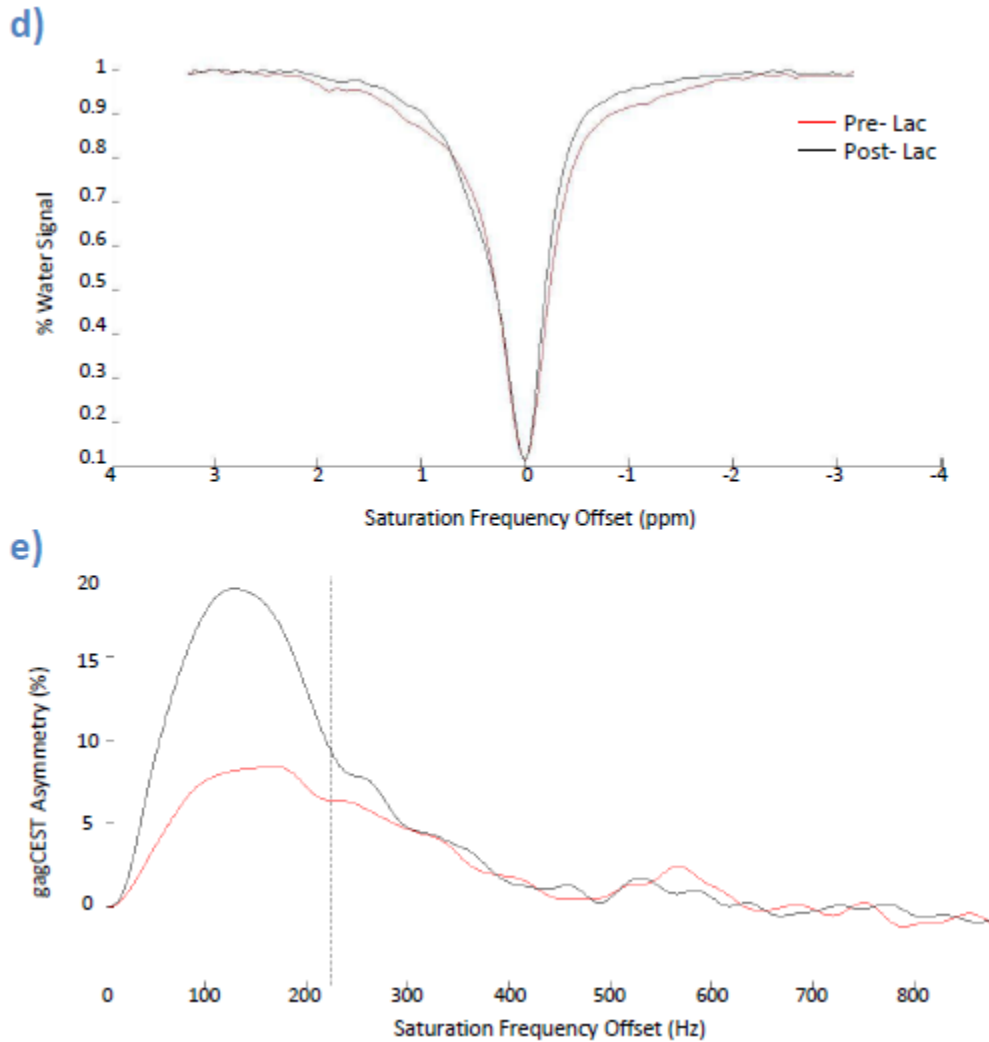 d)
1
0.9
0.8
0.7
0.6
0.5
0.4
0.3
0.2
0.1
% Water Signal
Pre- Lac
Post- Lac
4 3 2 1 0 -1 -2 -3 -4
Saturation Frequency Offset (ppm)
e)
20
15
10
5
0
gagCEST Asymmetry (%)
0 100 200 300 400 500 600 700 800
Saturation Frequency Offset (Hz)